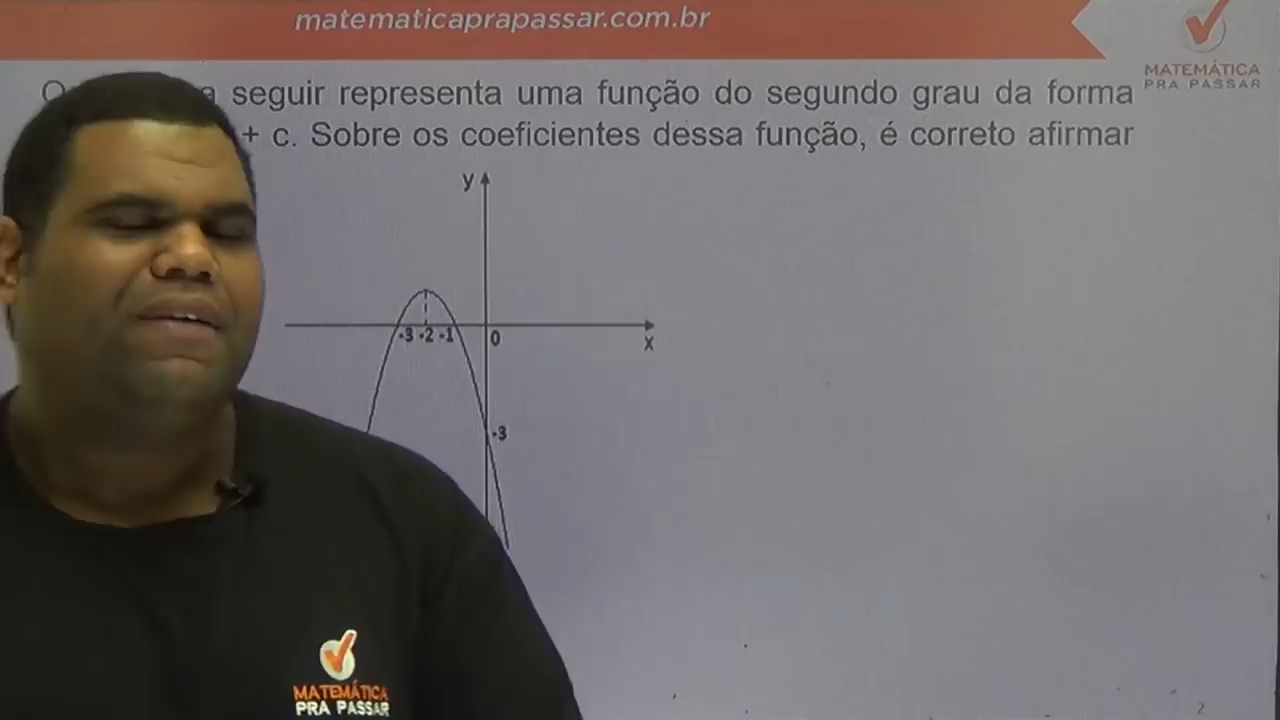 matematicaprapassar.com.br
MATEMÁTICA
PRA PASSAR
a seguir representa uma função do segundo grau da forma
+ c. Sobre os coeficientes dessa função, é correto afirmar
y
-3 -2 -1
0
x
-3
MATEMÁTICA
PRA PASSAR
2